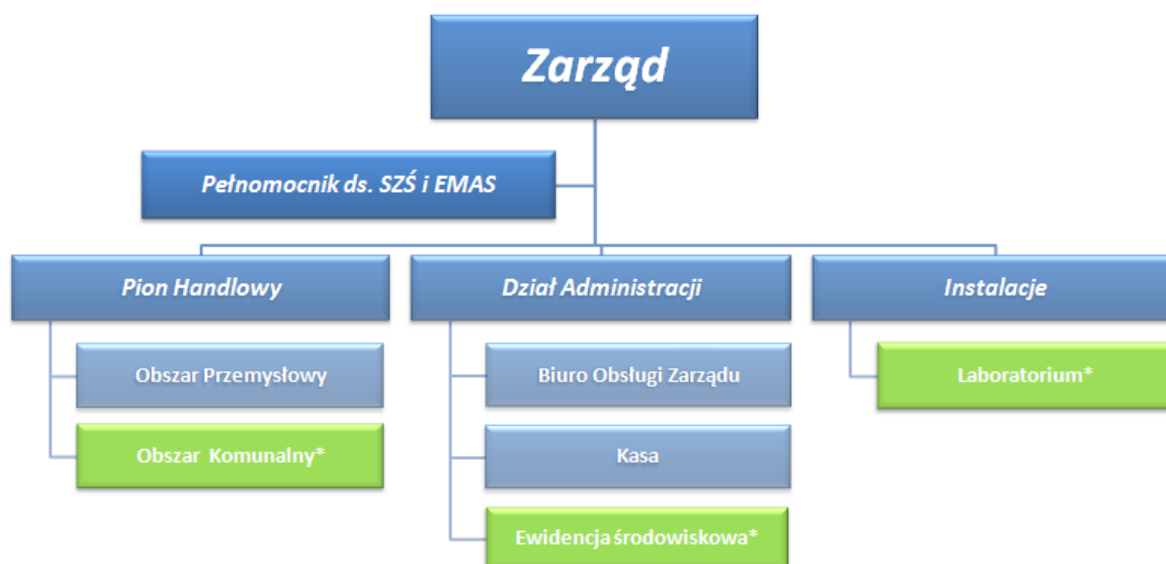 Zarząd
Pełnomocnik ds. SZŚ i EMAS
Pion Handlowy
Dział Administracji
Instalacje
Obszar Przemysłowy
Biuro Obsługi Zarządu
Laboratorium*
Obszar Komunalny*
Kasa
Ewidencja środowiskowa*